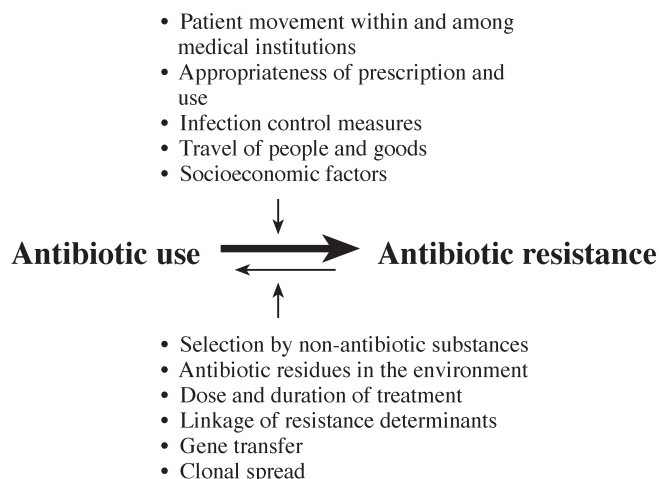 • Patient movement within and among
medical institutions
• Appropriateness of prescription and
use
• Infection control measures
• Travel of people and goods
• Socioeconomic factors
Antibiotic use Antibiotic resistance
• Selection by non-antibiotic substances
• Antibiotic residues in the environment
• Dose and duration of treatment
• Linkage of resistance determinants
• Gene transfer
• Clonal spread